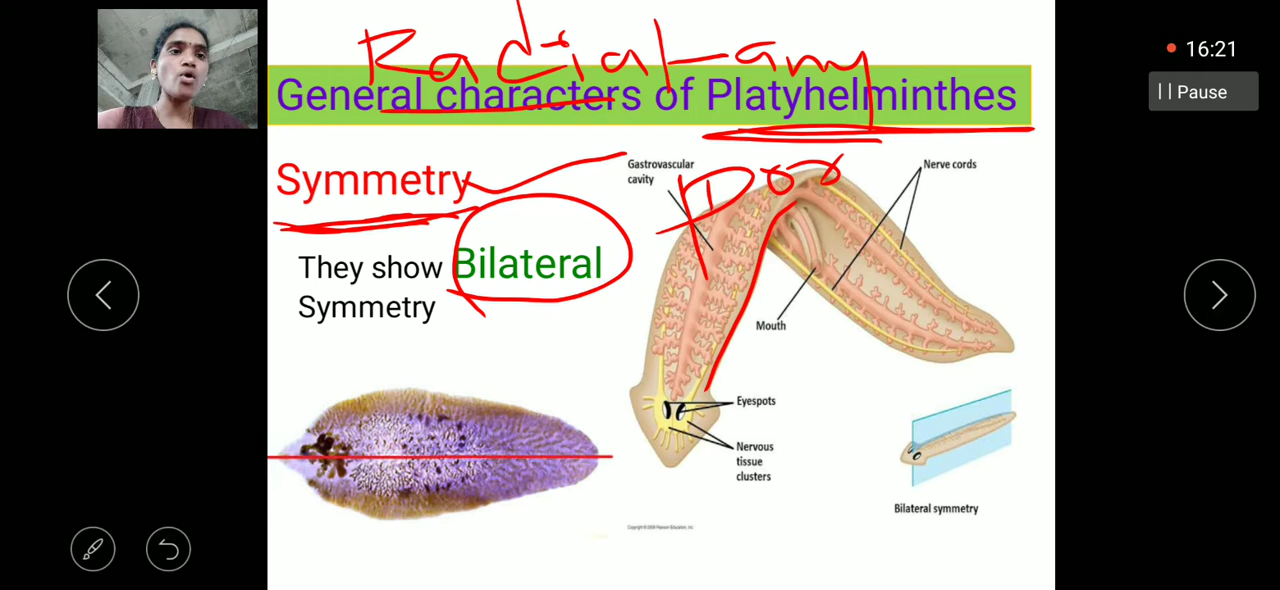 Radial-any
16:21
Pause
General characters of Platyhelminthes
Symmetry
They show Bilateral
Symmetry
Gastrovascular
cavity
Nerve cords
Mouth
Eyespots
Nervous
tissue
clusters
Bilateral symmetry